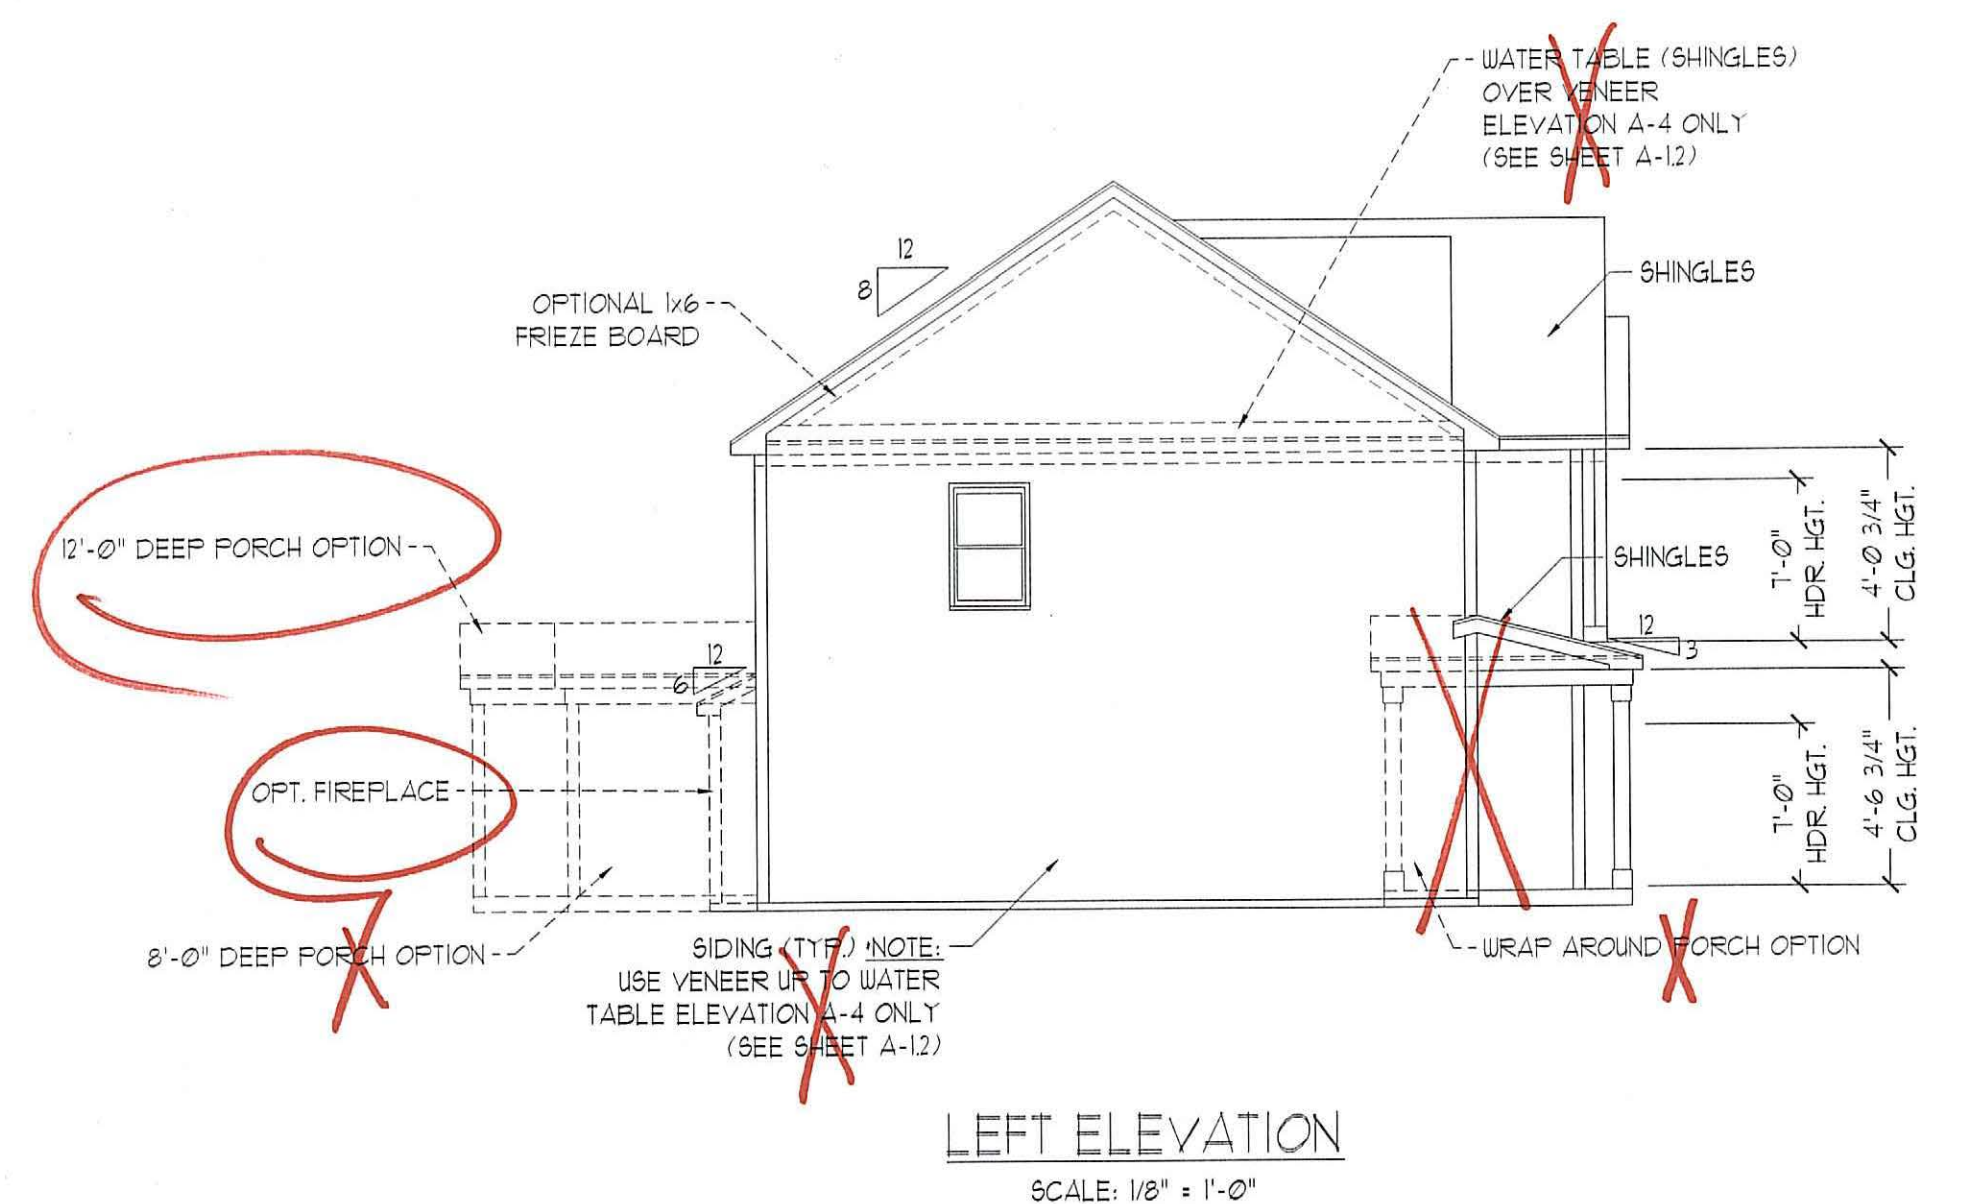 WATER TABLE (SHINGLES)
OVER VENEER
ELEVATION A-4 ONLY
(SEE SHEET A-1.2)
12
8
SHINGLES
OPTIONAL 1x6
FRIEZE BOARD
12'-0" DEEP PORCH OPTION
SHINGLES
7'-0"
HDR. HGT.
4'-0 3/4"
CLG. HGT.
12
3
12
6
OPT. FIREPLACE
7'-0"
HDR. HGT.
4'-6 3/4"
CLG. HGT.
8'-0" DEEP PORCH OPTION
SIDING (TYP.) *NOTE:
USE VENEER UP TO WATER
TABLE ELEVATION A-4 ONLY
(SEE SHEET A-1.2)
WRAP AROUND PORCH OPTION
LEFT ELEVATION
SCALE: 1/8" = 1'-0"